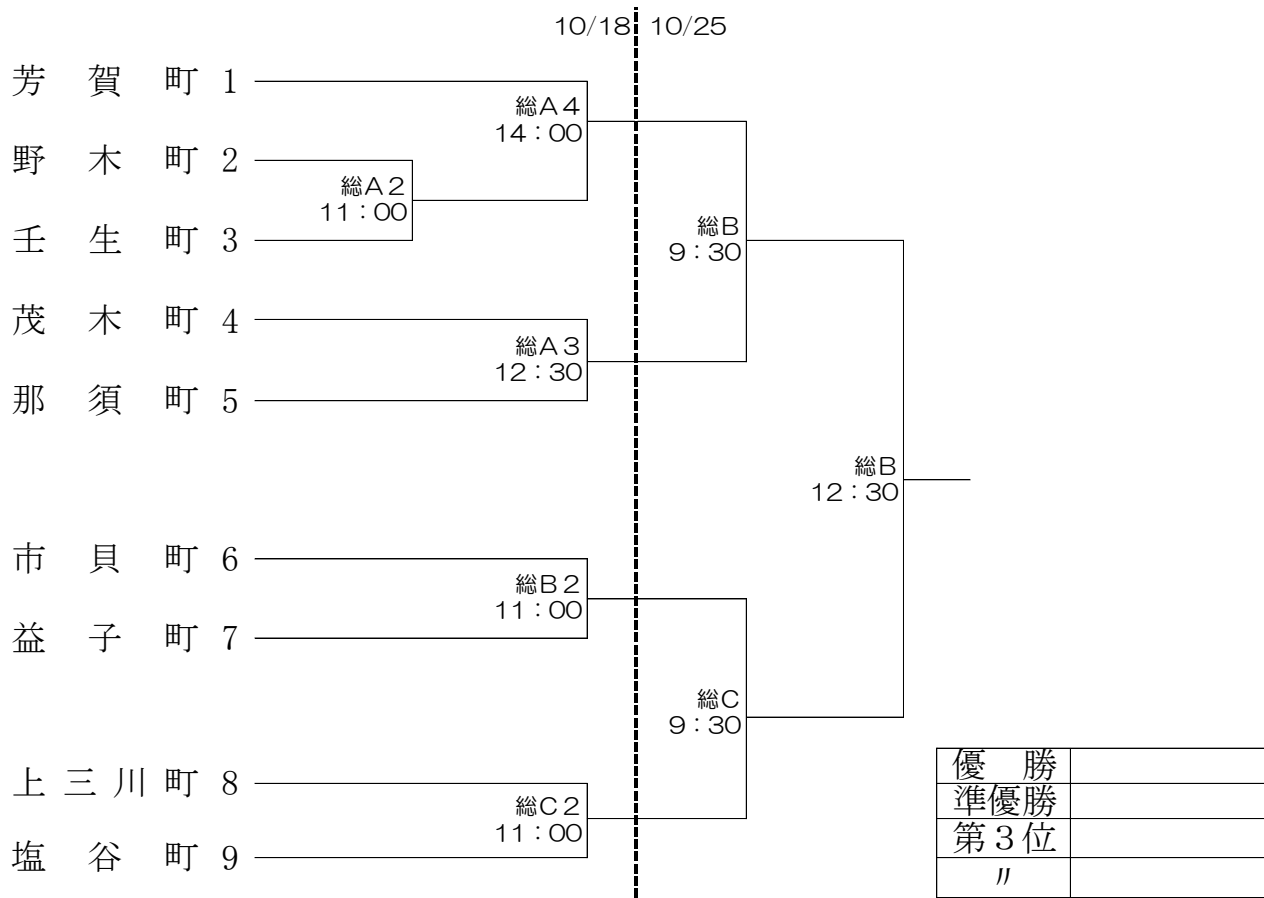 10/18 10/25
芳賀町 1
総A4
14:00
野木町 2
総A2
11:00
壬生町 3
総B
9:30
茂木町 4
総A3
12:30
那須町 5
総B
12:30
市貝町 6
総B2
11:00
益子町 7
総C
9:30
上三川町 8
総C2
11:00
塩谷町 9
優勝
準優勝
第3位
〃